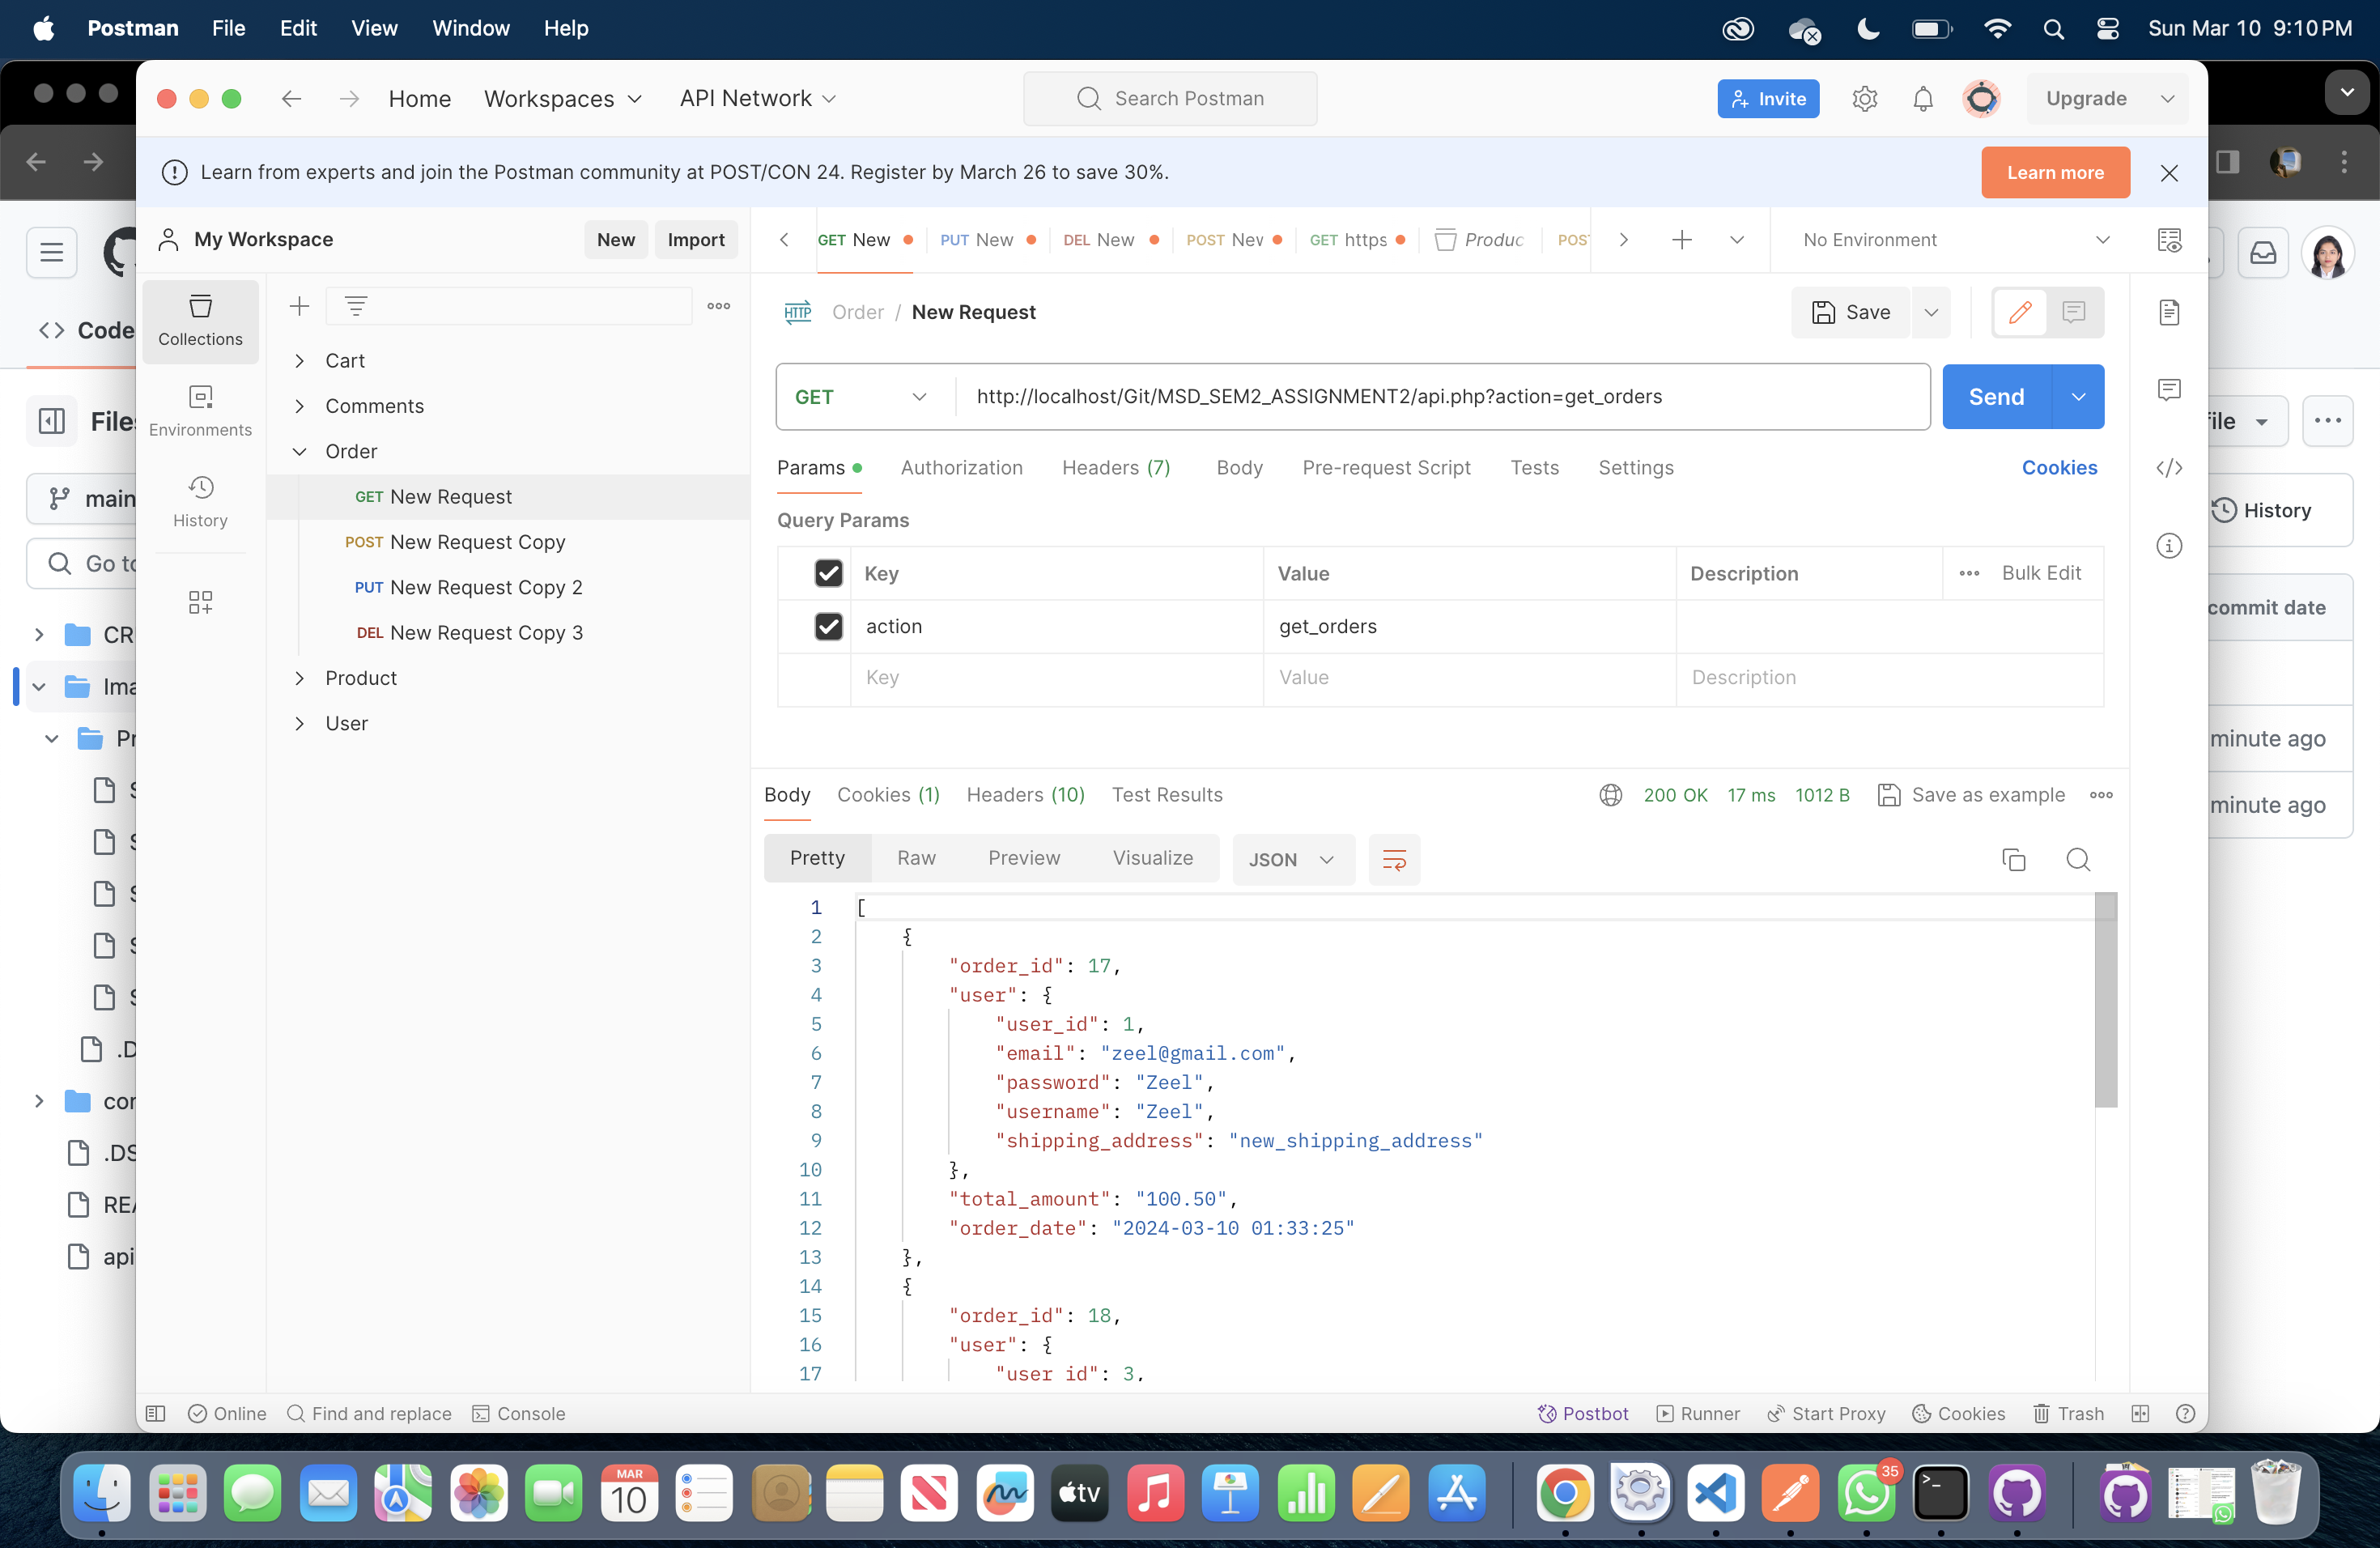 Postman File Edit View Window Help Sun Mar 10 9:10 PM
Home Workspaces API Network Search Postman Invite Upgrade
Learn from experts and join the Postman community at POST/CON 24. Register by March 26 to save 30%. Learn more
My Workspace New Import GET New PUT New DEL New POST New GET https Produc POST No Environment
Collections
Environments
History
Cart
Comments
Order
GET New Request
POST New Request Copy
PUT New Request Copy 2
DEL New Request Copy 3
Product
User
HTTP Order / New Request Save
GET http://localhost/Git/MSD_SEM2_ASSIGNMENT2/api.php?action=get_orders Send
Params Authorization Headers (7) Body Pre-request Script Tests Settings Cookies
Query Params
Key Value Description Bulk Edit
action get_orders
Key Value Description
Body Cookies (1) Headers (10) Test Results 200 OK 17 ms 1012 B Save as example
Pretty Raw Preview Visualize JSON
1 [
2 {
3 "order_id": 17,
4 "user": {
5 "user_id": 1,
6 "email": "zeel@gmail.com",
7 "password": "Zeel",
8 "username": "Zeel",
9 "shipping_address": "new_shipping_address"
10 },
11 "total_amount": "100.50",
12 "order_date": "2024-03-10 01:33:25"
13 },
14 {
15 "order_id": 18,
16 "user": {
17 "user_id": 3,
Online Find and replace Console Postbot Runner Start Proxy Cookies Trash
Code
Files
main
Go to
CR
Ima
Pr
S
S
S
S
S
.D
con
.DS
REA
api
ile
History
commit date
minute ago
minute ago
MAR
10
tv
35